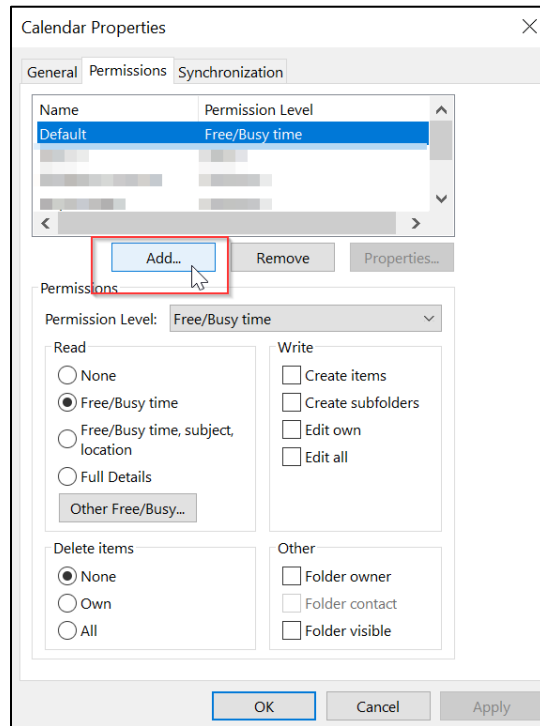 Calendar Properties
General Permissions Synchronization
Name Permission Level
Default Free/Busy time
Add... Remove Properties...
Permissions
Permission Level: Free/Busy time
Read
None
Free/Busy time
Free/Busy time, subject,
location
Full Details
Other Free/Busy...
Write
Create items
Create subfolders
Edit own
Edit all
Delete items
None
Own
All
Other
Folder owner
Folder contact
Folder visible
OK Cancel Apply